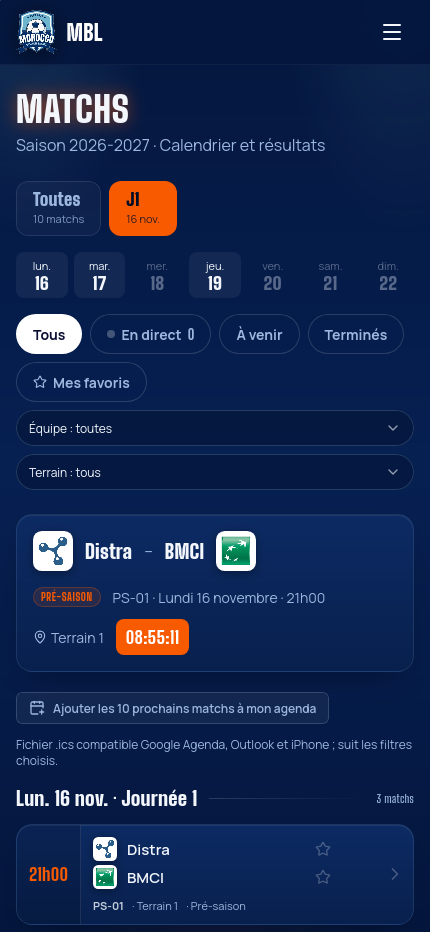 MOROCCO
MBL
MATCHS
Saison 2026-2027 · Calendrier et résultats
Toutes
10 matchs
J1
16 nov.
lun.
16
mar.
17
mer.
18
jeu.
19
ven.
20
sam.
21
dim.
22
Tous
En direct 0
À venir
Terminés
Mes favoris
Équipe : toutes
Terrain : tous
Distra – BMCI
PRÉ-SAISON
PS-01 · Lundi 16 novembre · 21h00
Terrain 1
08:55:11
Ajouter les 10 prochains matchs à mon agenda
Fichier .ics compatible Google Agenda, Outlook et iPhone ; suit les filtres
choisis.
Lun. 16 nov. · Journée 1
3 matchs
21h00
Distra
BMCI
PS-01 · Terrain 1 · Pré-saison